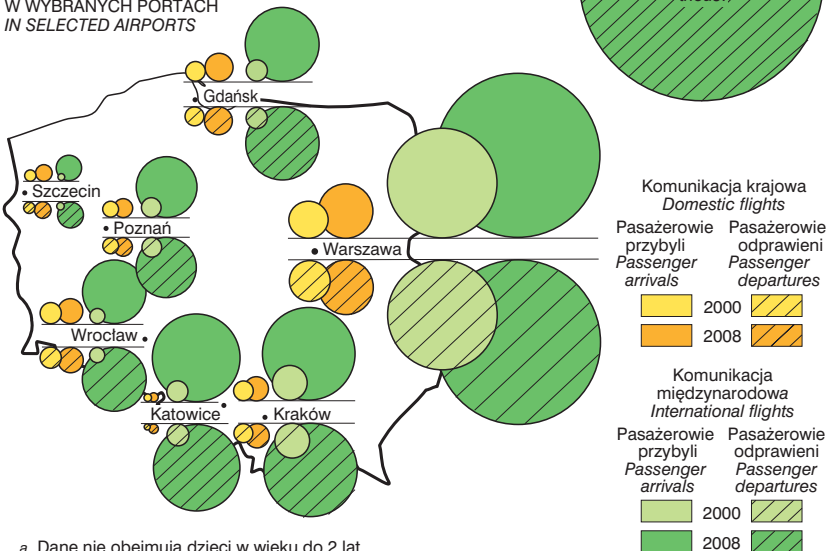 W WYBRANYCH PORTACH
IN SELECTED AIRPORTS
Gdańsk
Szczecin
Poznań
Warszawa
Wrocław
Katowice
Kraków
Komunikacja krajowa
Domestic flights
Pasażerowie przybyli
Passenger arrivals
Pasażerowie odprawieni
Passenger departures
2000
2008
Komunikacja
międzynarodowa
International flights
Pasażerowie przybyli
Passenger arrivals
Pasażerowie odprawieni
Passenger departures
2000
2008
a Dane nie obejmują dzieci w wieku do 2 lat